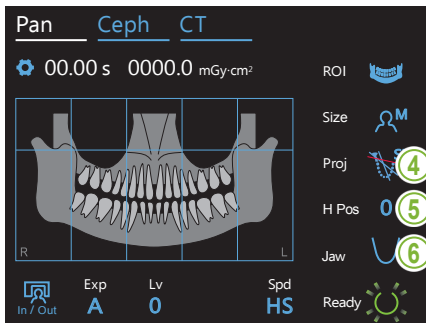 Pan Ceph CT
00.00 s 0000.0 mGy·cm²
ROI
Size M
Proj S 4
H Pos 0 5
Jaw 6
R L
In / Out
Exp Lv Spd
A 0 HS
Ready